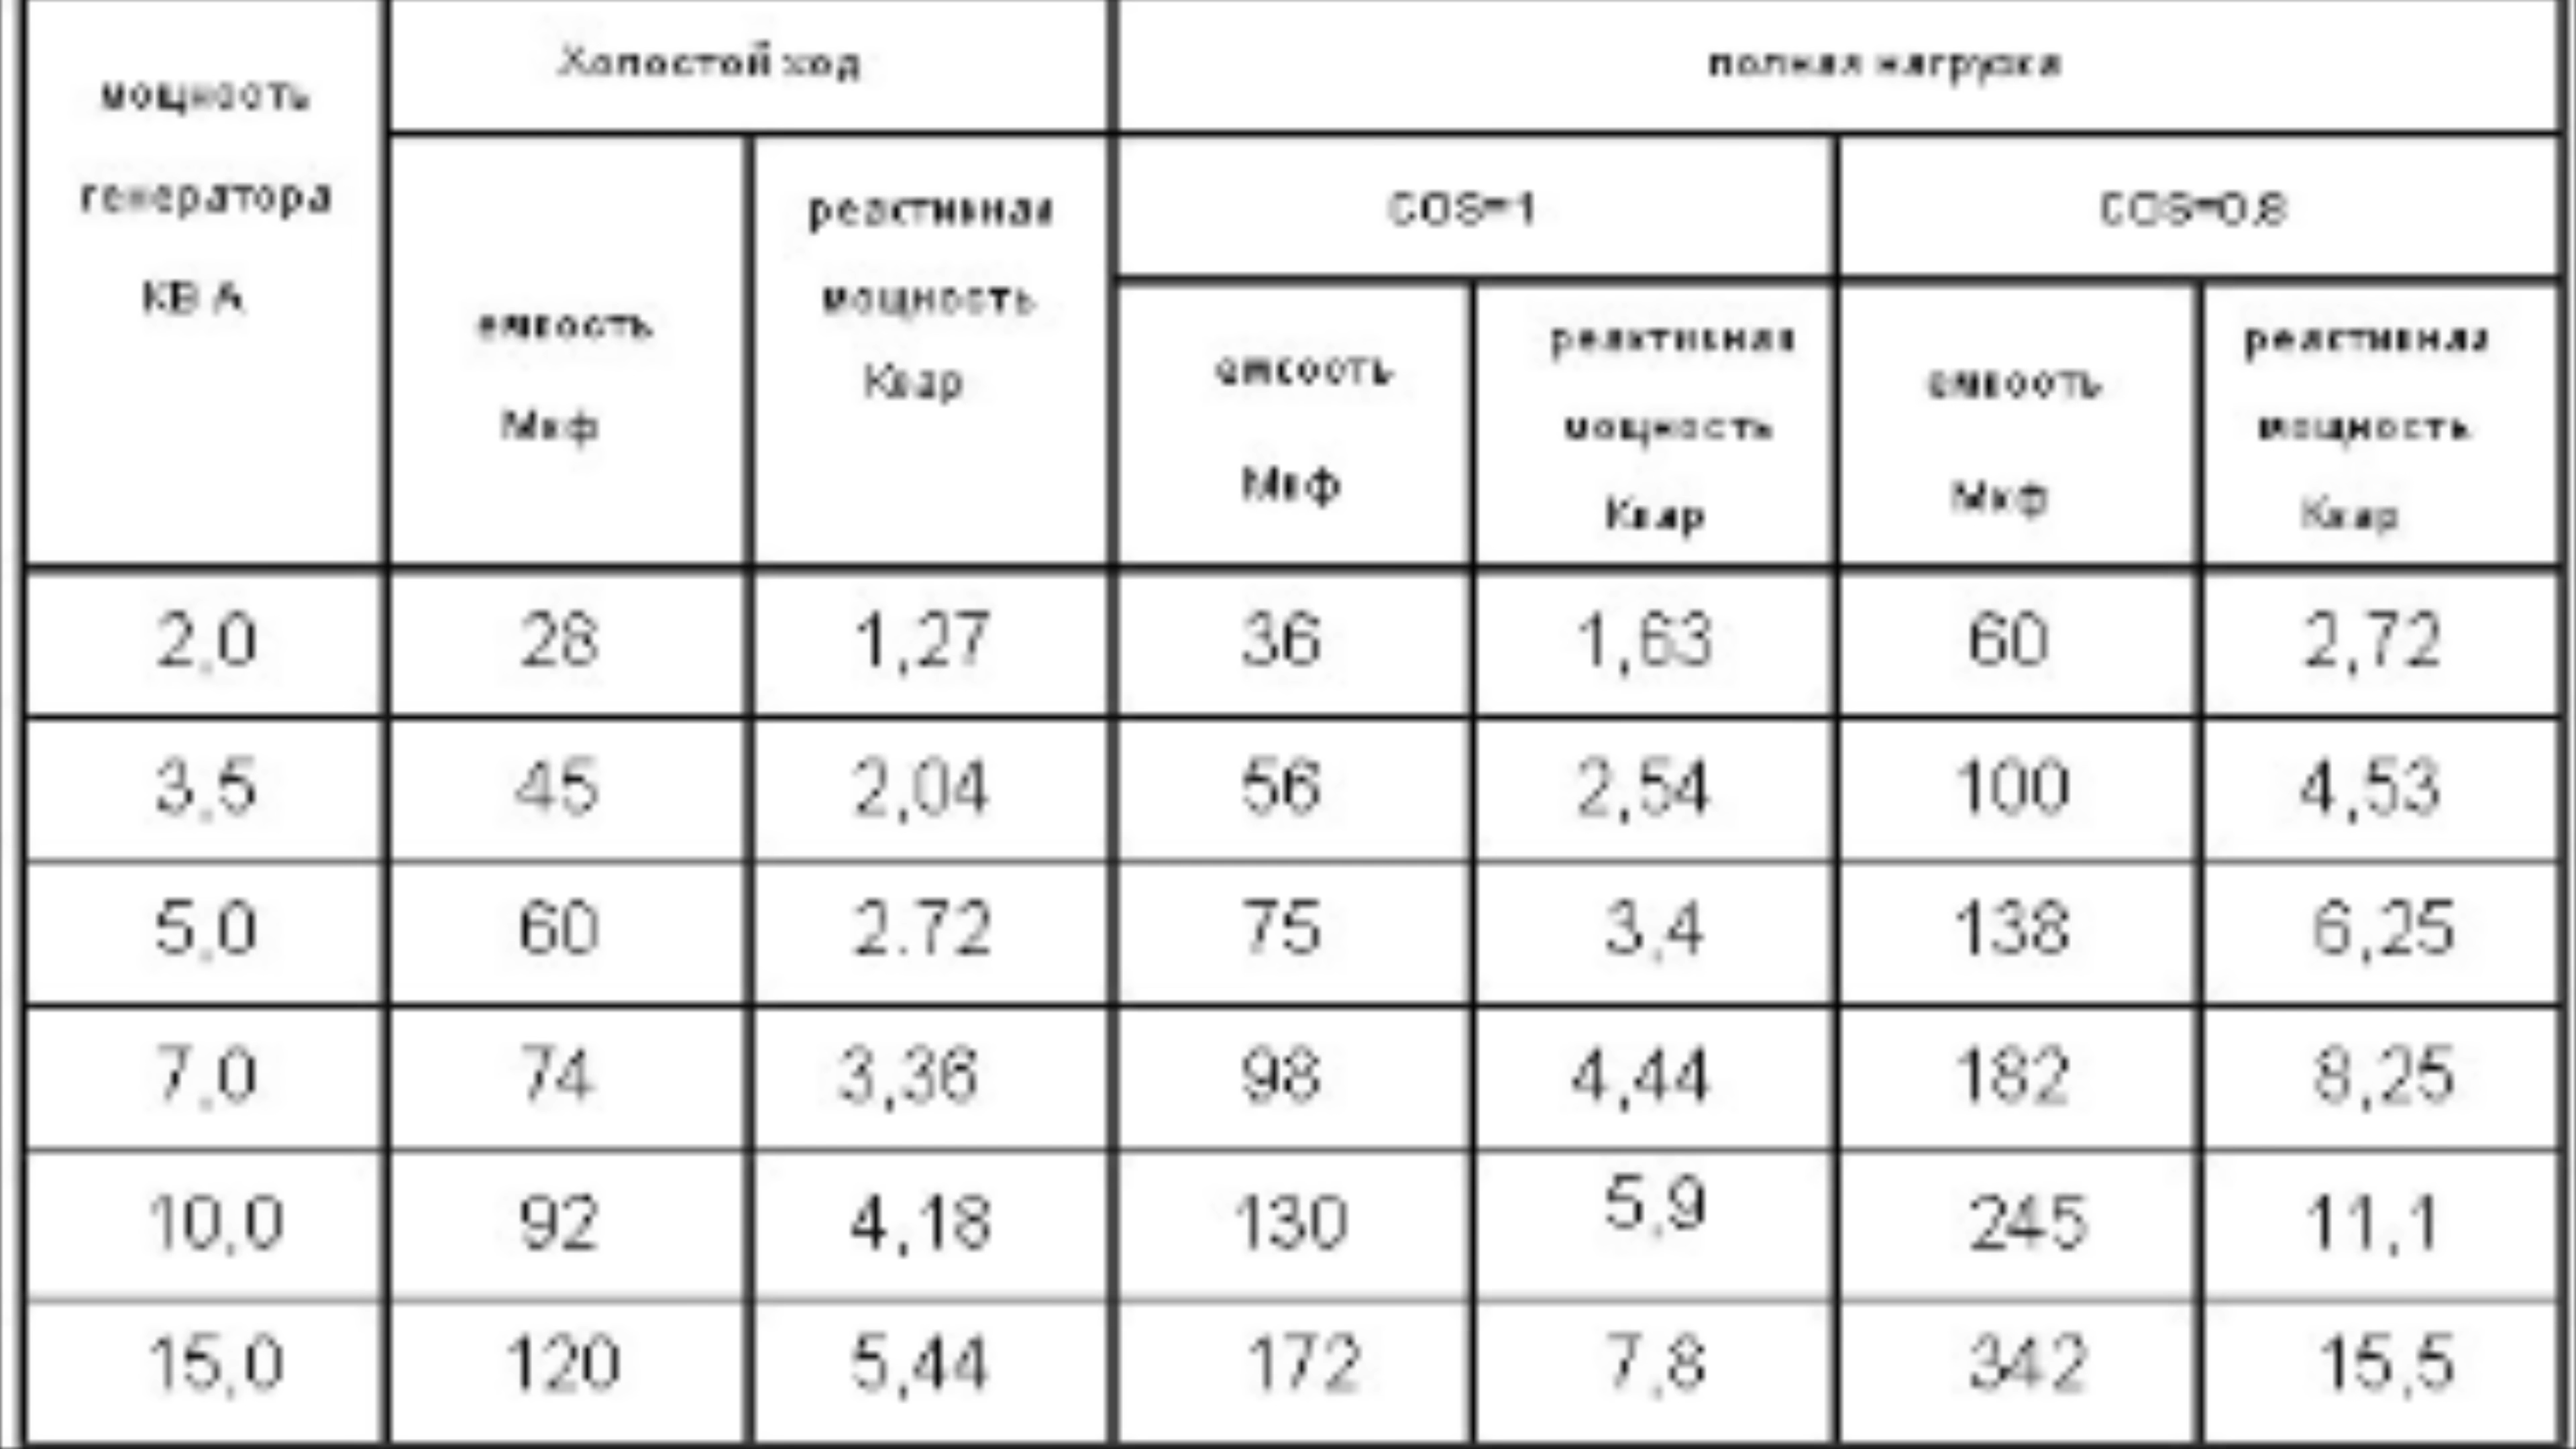 Холостой ход
полная нагрузка
мощность
генератора
КВ А
емкость
Мкф
реактивная
мощность
Квар
COS=1
COS=0,8
емкость
Мкф
реактивная
мощность
Квар
емкость
Мкф
реактивная
мощность
Квар
2,0 28 1,27 36 1,63 60 2,72
3,5 45 2,04 56 2,54 100 4,53
5,0 60 2.72 75 3,4 138 6,25
7,0 74 3,36 98 4,44 182 8,25
10,0 92 4,18 130 5,9 245 11,1
15,0 120 5,44 172 7,8 342 15,5